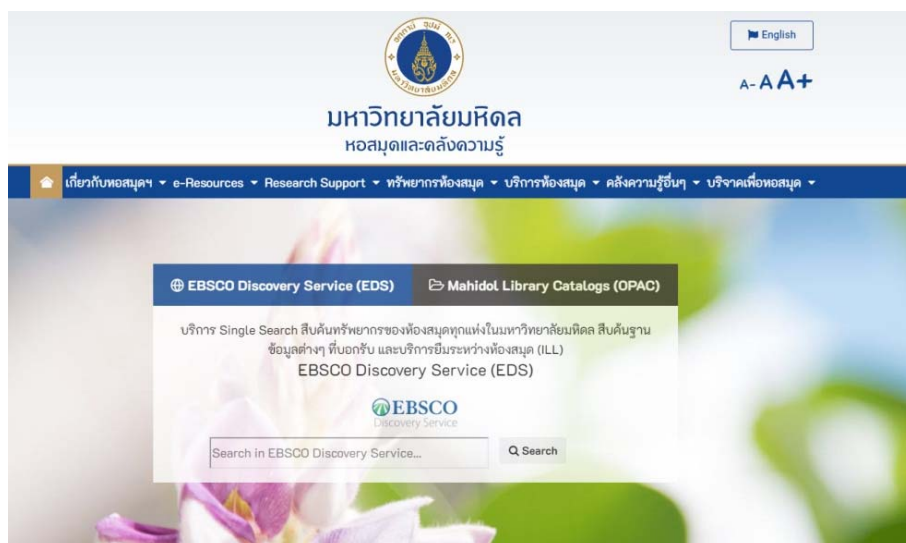 English
A- A A+
มหาวิทยาลัยมหิดล
หอสมุดและคลังความรู้
เกี่ยวกับหอสมุดฯ e-Resources Research Support ทรัพยากรห้องสมุด บริการห้องสมุด คลังความรู้อื่นๆ บริจาคเพื่อหอสมุด
EBSCO Discovery Service (EDS) Mahidol Library Catalogs (OPAC)
บริการ Single Search สืบค้นทรัพยากรของห้องสมุดทุกแห่งในมหาวิทยาลัยมหิดล สืบค้นฐาน
ข้อมูลต่างๆ ที่บอกรับ และบริการยืมระหว่างห้องสมุด (ILL)
EBSCO Discovery Service (EDS)
EBSCO
Discovery Service
Search in EBSCO Discovery Service... Search